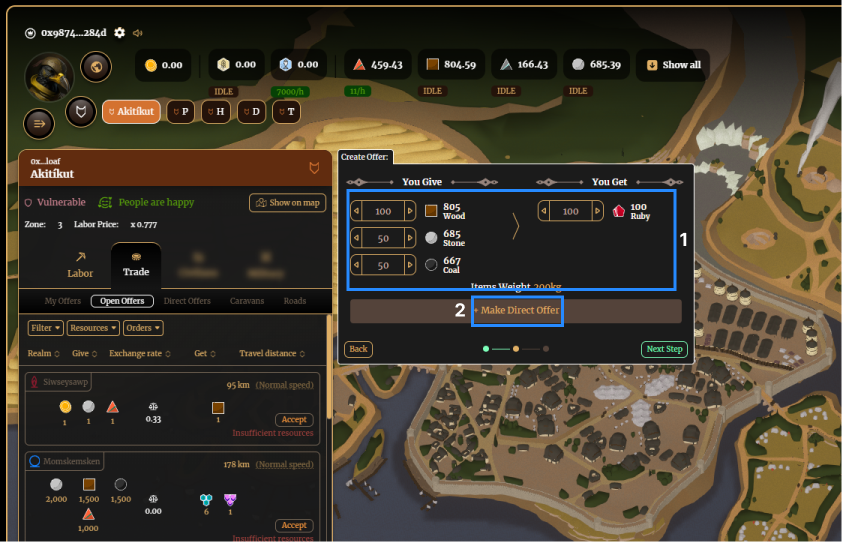 0x9874...284d
0.00
0.00
0.00
459.43
804.59
166.43
685.39
Show all
IDLE
7000/h
11/h
IDLE
IDLE
IDLE
Akitíkut
P
H
D
T
0x...loaf
Akitíkut
Vulnerable
People are happy
Show on map
Zone: 3 Labor Price: x 0.777
Labor
Trade
My Offers
Open Offers
Direct Offers
Caravans
Roads
Filter
Resources
Orders
Realm
Give
Exchange rate
Get
Travel distance
Siwseysawp
95 km (Normal speed)
1
1
1
0.33
1
Accept
Insufficient resources
Momskemsken
178 km (Normal speed)
2,000
1,500
1,500
1,000
0.00
6
1
Accept
Insufficient resources
Create Offer:
You Give
You Get
100
805
Wood
50
685
Stone
50
667
Coal
100
100
Ruby
1
Items Weight 200kg
2
+ Make Direct Offer
Back
Next Step